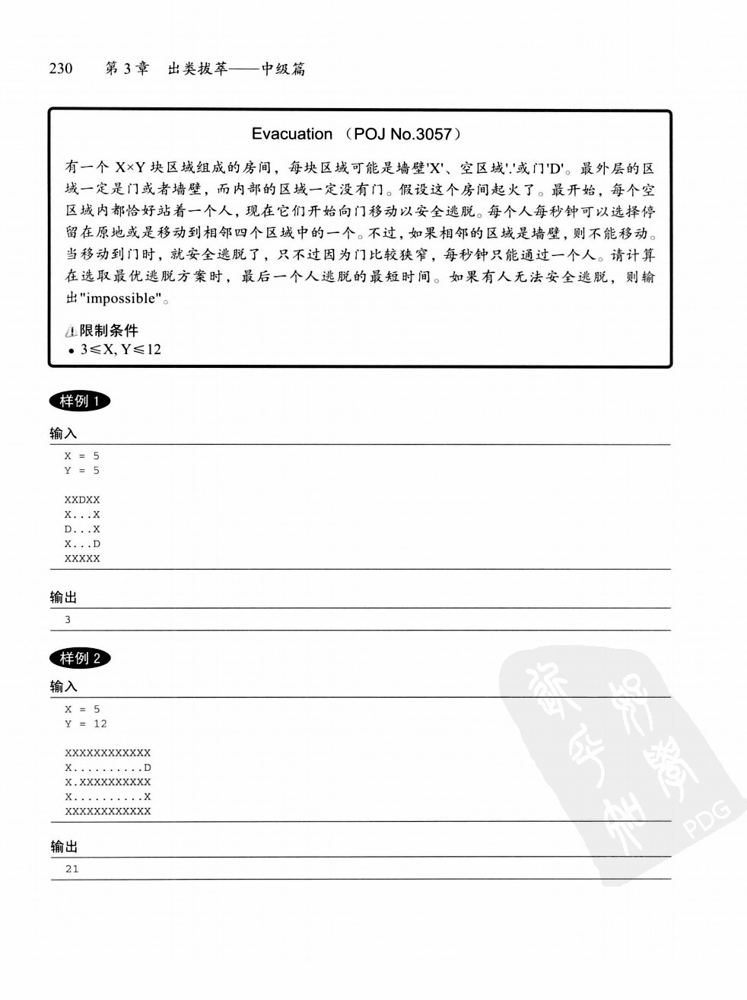 230 第 3 章 出类拔萃——中级篇
Evacuation （POJ No.3057）
有一个 X×Y 块区域组成的房间，每块区域可能是墙壁'X'、空区域'.'或门'D'。最外层的区
域一定是门或者墙壁，而内部的区域一定没有门。假设这个房间起火了。最开始，每个空
区域内都恰好站着一个人，现在它们开始向门移动以安全逃脱。每个人每秒钟可以选择停
留在原地或是移动到相邻四个区域中的一个。不过，如果相邻的区域是墙壁，则不能移动。
当移动到门时，就安全逃脱了，只不过因为门比较狭窄，每秒钟只能通过一个人。请计算
在选取最优逃脱方案时，最后一个人逃脱的最短时间。如果有人无法安全逃脱，则输
出"impossible"。
限制条件
• 3≤X, Y≤12
样例 1
输入
X = 5
Y = 5
XXDXX
X...X
D...X
X...D
XXXXX
输出
3
样例 2
输入
X = 5
Y = 12
XXXXXXXXXXXX
X..........D
X.XXXXXXXXXX
X..........X
XXXXXXXXXXXX
输出
21
PDG